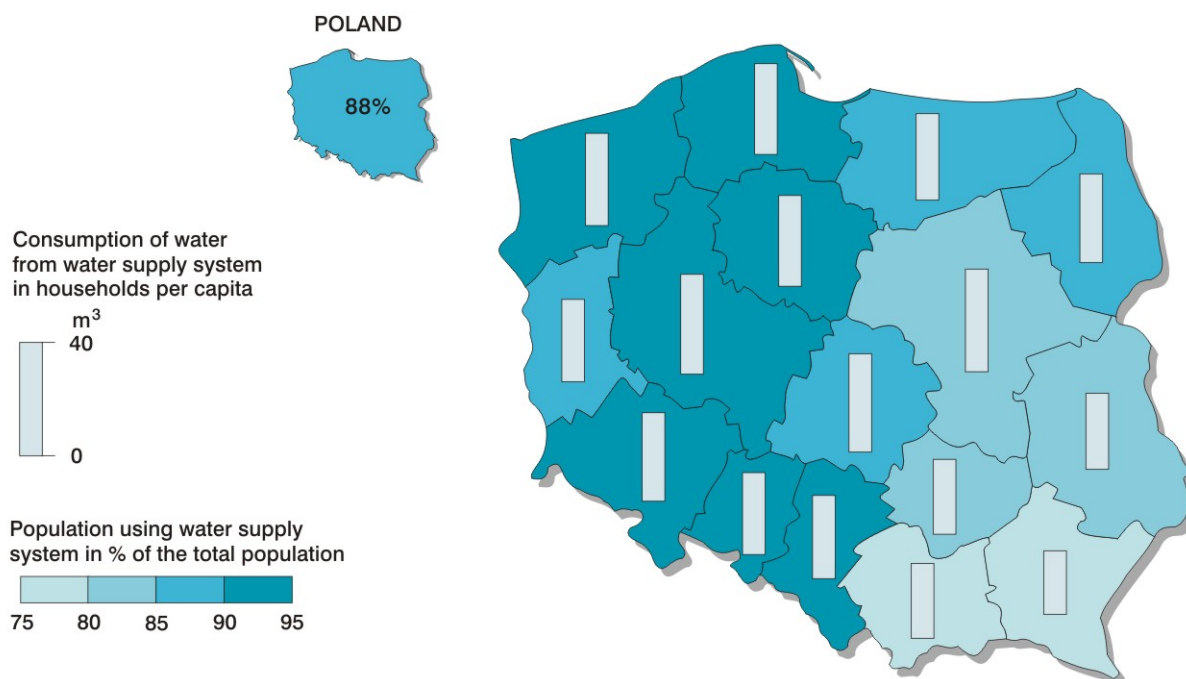 POLAND
88%
Consumption of water
from water supply system
in households per capita
m³
40
0
Population using water supply
system in % of the total population
75 80 85 90 95